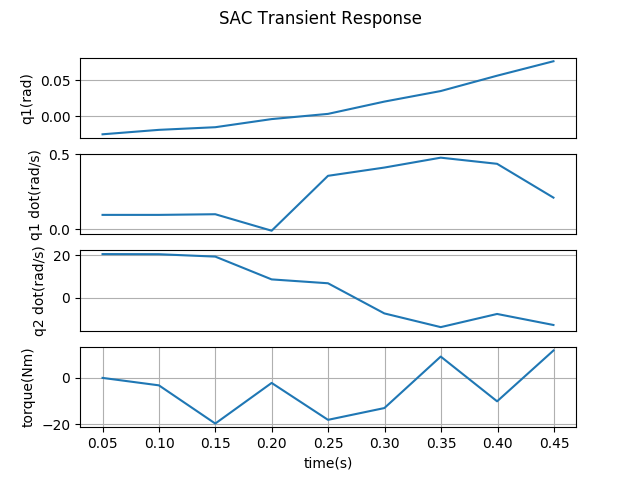 SAC Transient Response
q1(rad)
0.05
0.00
q1 dot(rad/s)
0.5
0.0
q2 dot(rad/s)
20
0
torque(Nm)
0
−20
0.05 0.10 0.15 0.20 0.25 0.30 0.35 0.40 0.45
time(s)